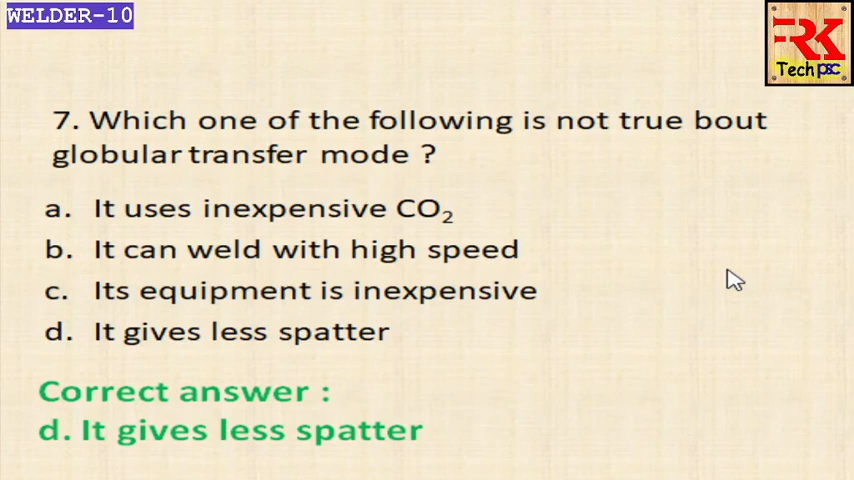 WELDER-10
RK
Tech psc
7. Which one of the following is not true bout
globular transfer mode ?
a. It uses inexpensive CO₂
b. It can weld with high speed
c. Its equipment is inexpensive
d. It gives less spatter
Correct answer :
d. It gives less spatter